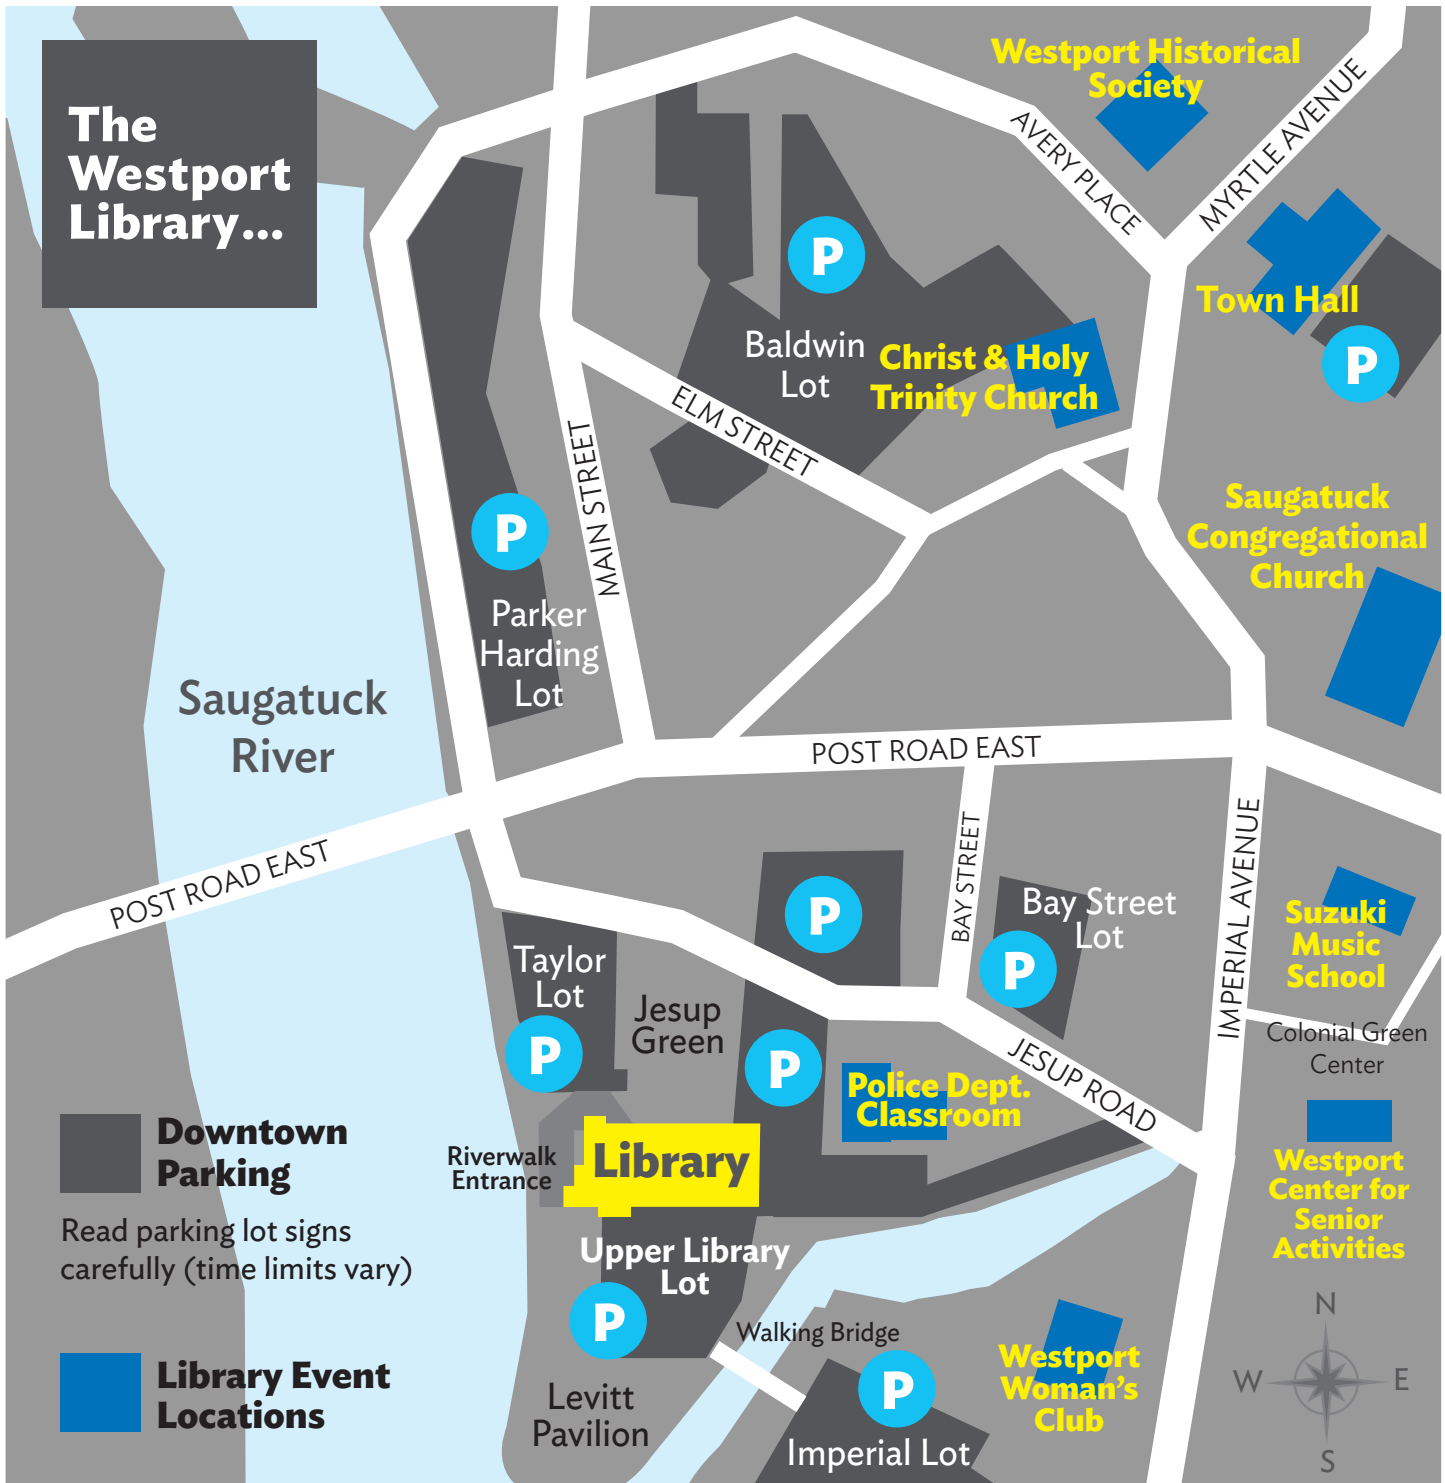 The
Westport
Library...
Westport Historical
Society
AVERY PLACE
MYRTLE AVENUE
P
Town Hall
P
Baldwin
Lot
Christ & Holy
Trinity Church
ELM STREET
MAIN STREET
P
Parker
Harding
Lot
Saugatuck
Congregational
Church
Saugatuck
River
POST ROAD EAST
POST ROAD EAST
BAY STREET
IMPERIAL AVENUE
P
Bay Street
Lot
P
Suzuki
Music
School
Taylor
Lot
P
Jesup
Green
P
Colonial Green
Center
JESUP ROAD
Police Dept.
Classroom
Riverwalk
Entrance
Library
Westport
Center for
Senior
Activities
Downtown
Parking
Read parking lot signs
carefully (time limits vary)
Upper Library
Lot
P
Walking Bridge
Library Event
Locations
Levitt
Pavilion
P
Imperial Lot
Westport
Woman's
Club
N
W
E
S